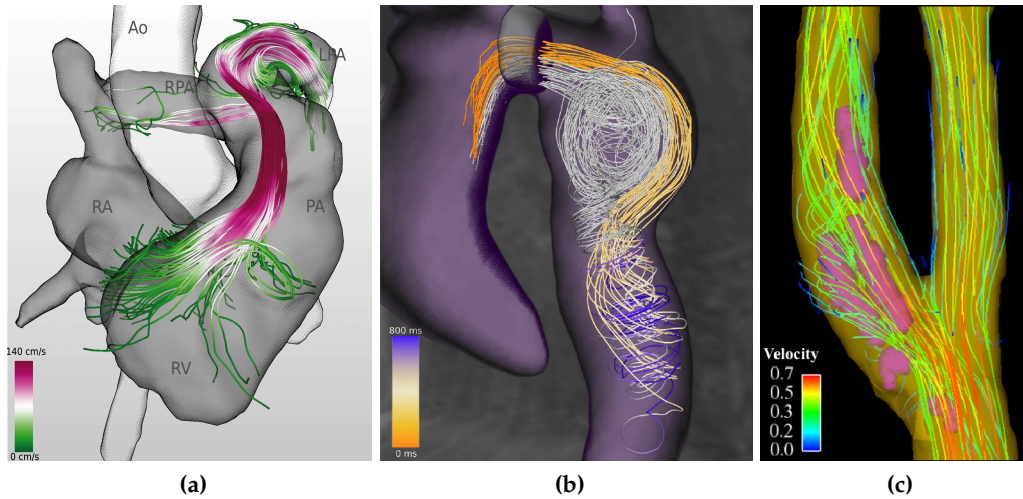 Ao
LPA
RPA
RA
PA
RV
140 cm/s
0 cm/s
(a)
800 ms
0 ms
(b)
Velocity
0.7
0.5
0.3
0.2
0.0
(c)